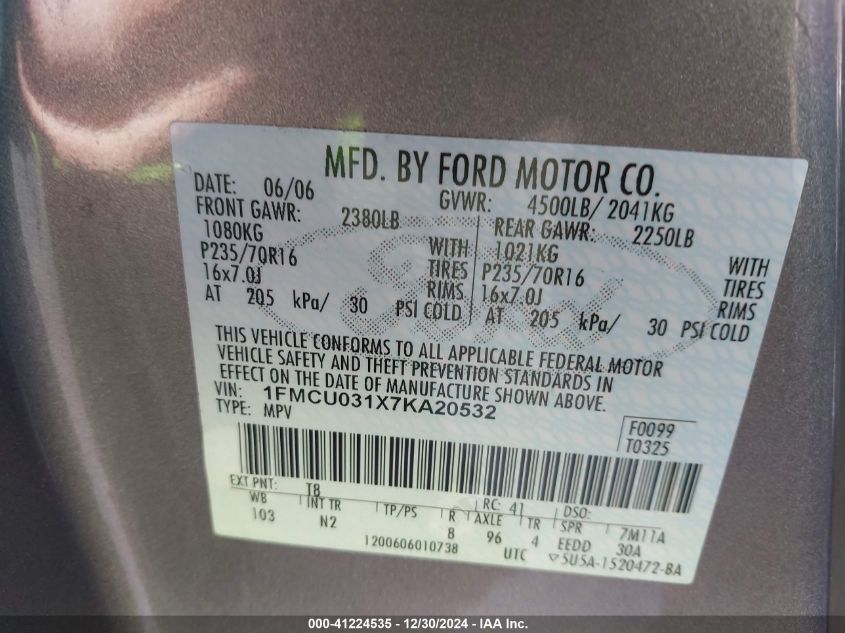 MFD. BY FORD MOTOR CO.
DATE: 06/06 GVWR: 4500LB/ 2041KG
FRONT GAWR: 2380LB REAR GAWR: 2250LB
1080KG WITH 1021KG WITH
P235/70R16 TIRES P235/70R16 TIRES
16x7.0J RIMS 16x7.0J RIMS
AT 205 kPa/ 30 PSI COLD AT 205 kPa/ 30 PSI COLD
Ford
THIS VEHICLE CONFORMS TO ALL APPLICABLE FEDERAL MOTOR
VEHICLE SAFETY AND THEFT PREVENTION STANDARDS IN
EFFECT ON THE DATE OF MANUFACTURE SHOWN ABOVE.
VIN: 1FMCU031X7KA20532
TYPE: MPV
F0099
T0325
EXT PNT: T8 RC: 41 DSO:
WB INT TR TP/PS R AXLE TR SPR 7M11A
103 N2 8 96 4 EEDD 30A
1200606010738 UTC ▽5U5A-1520472-BA
000-41224535 - 12/30/2024 - IAA Inc.